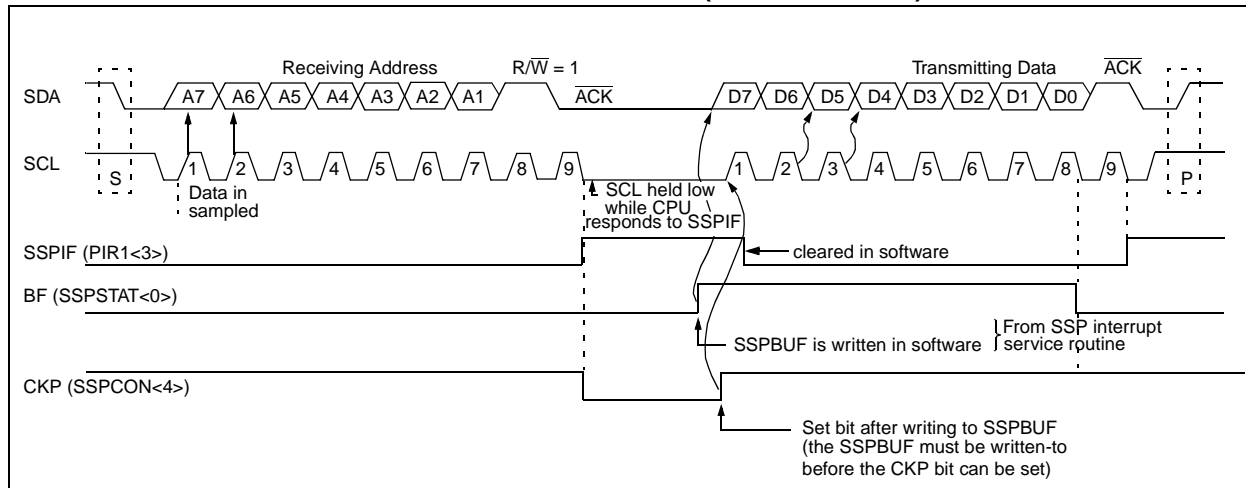 Receiving Address R/W = 1 Transmitting Data ACK
SDA A7 A6 A5 A4 A3 A2 A1 ACK D7 D6 D5 D4 D3 D2 D1 D0
SCL S 1 2 3 4 5 6 7 8 9 1 2 3 4 5 6 7 8 9 P
Data in
sampled
SCL held low
while CPU
responds to SSPIF
SSPIF (PIR1<3>)
cleared in software
BF (SSPSTAT<0>)
SSPBUF is written in software
From SSP interrupt
service routine
CKP (SSPCON<4>)
Set bit after writing to SSPBUF
(the SSPBUF must be written-to
before the CKP bit can be set)